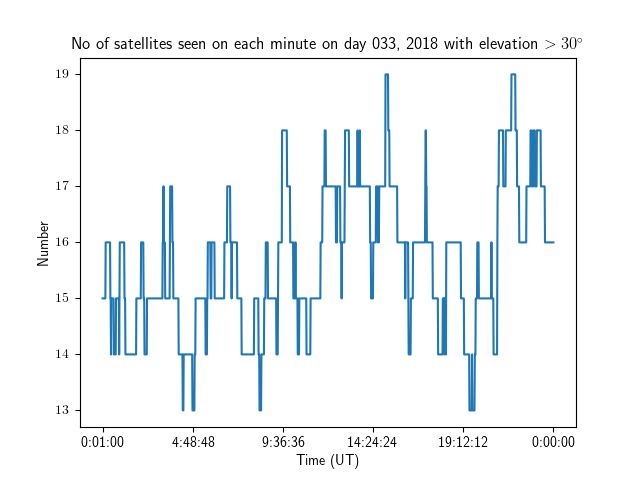 No of satellites seen on each minute on day 033, 2018 with elevation > 30°
19
18
17
16
15
14
13
Number
0:01:00 4:48:48 9:36:36 14:24:24 19:12:12 0:00:00
Time (UT)